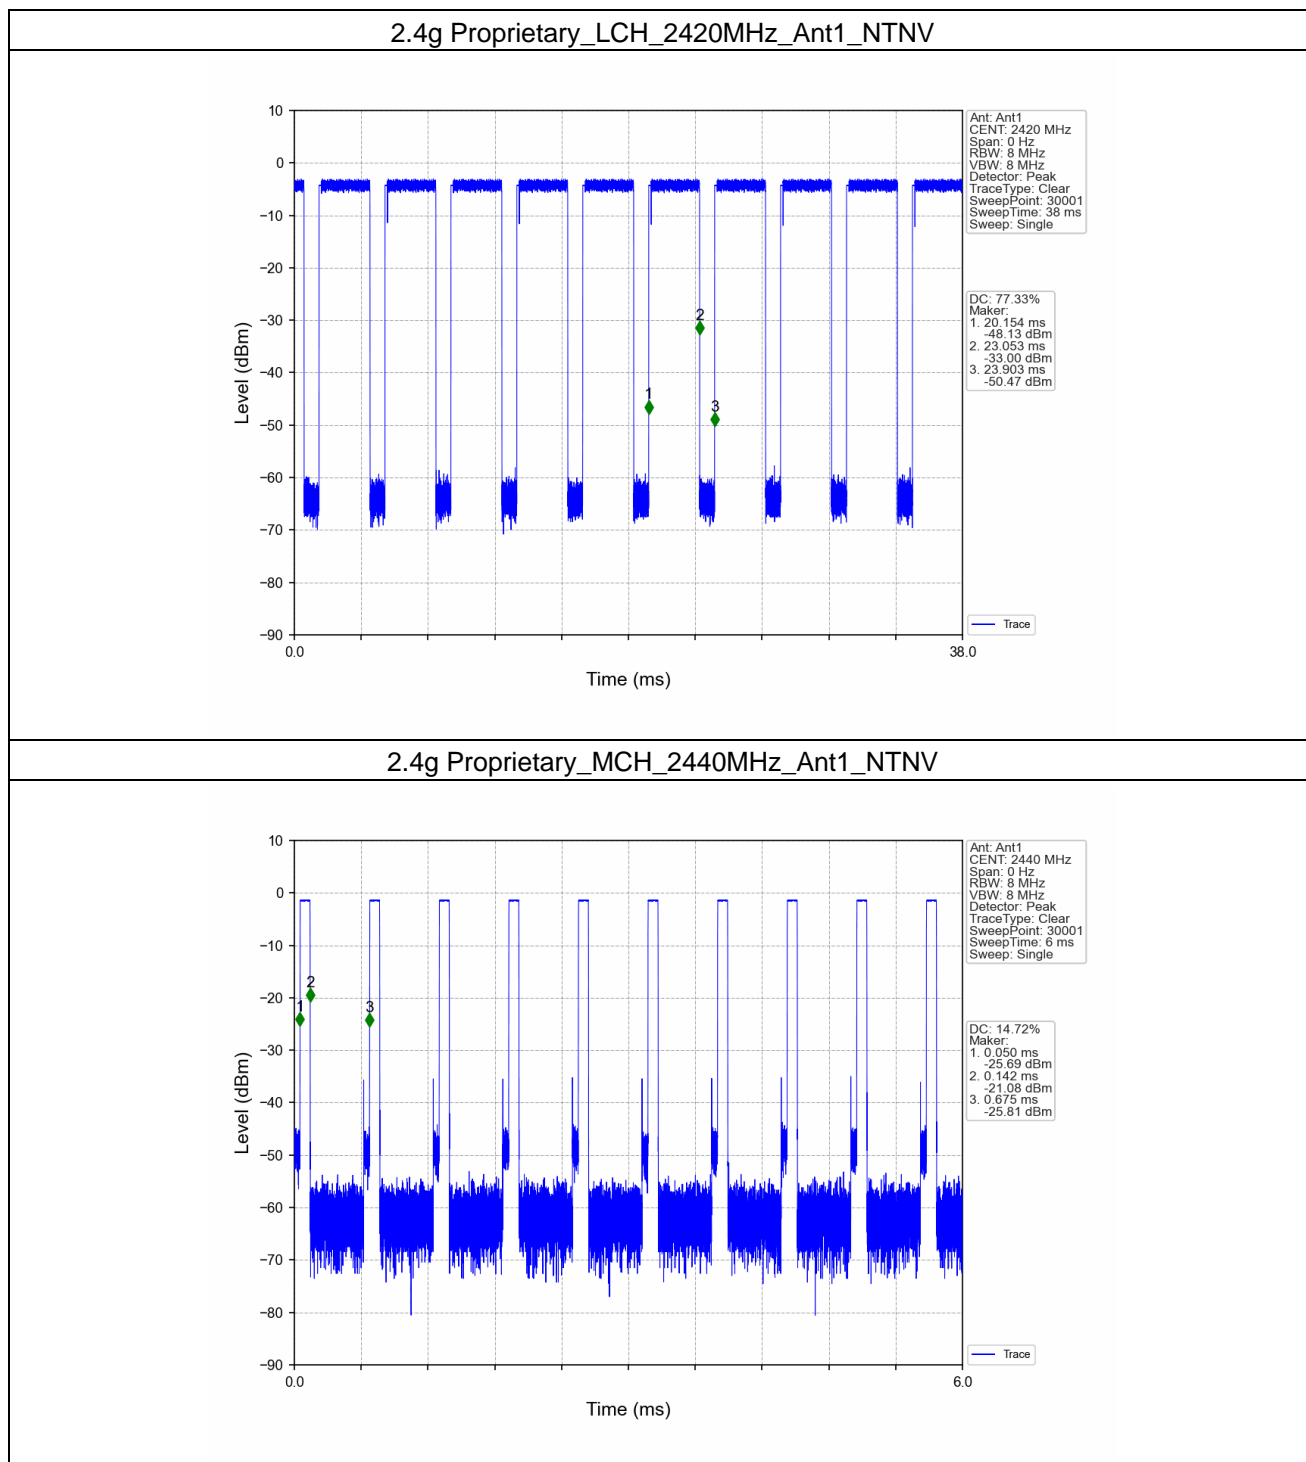 2.4g Proprietary_LCH_2420MHz_Ant1_NTNV
10
0
−10
−20
−30
−40
−50
−60
−70
−80
−90
Level (dBm)
1
2
3
0.0
38.0
Time (ms)
Ant: Ant1
CENT: 2420 MHz
Span: 0 Hz
RBW: 8 MHz
VBW: 8 MHz
Detector: Peak
TraceType: Clear
SweepPoint: 30001
SweepTime: 38 ms
Sweep: Single
DC: 77.33%
Maker:
1. 20.154 ms
-48.13 dBm
2. 23.053 ms
-33.00 dBm
3. 23.903 ms
-50.47 dBm
Trace
2.4g Proprietary_MCH_2440MHz_Ant1_NTNV
10
0
−10
−20
−30
−40
−50
−60
−70
−80
−90
Level (dBm)
1
2
3
0.0
6.0
Time (ms)
Ant: Ant1
CENT: 2440 MHz
Span: 0 Hz
RBW: 8 MHz
VBW: 8 MHz
Detector: Peak
TraceType: Clear
SweepPoint: 30001
SweepTime: 6 ms
Sweep: Single
DC: 14.72%
Maker:
1. 0.050 ms
-25.69 dBm
2. 0.142 ms
-21.08 dBm
3. 0.675 ms
-25.81 dBm
Trace